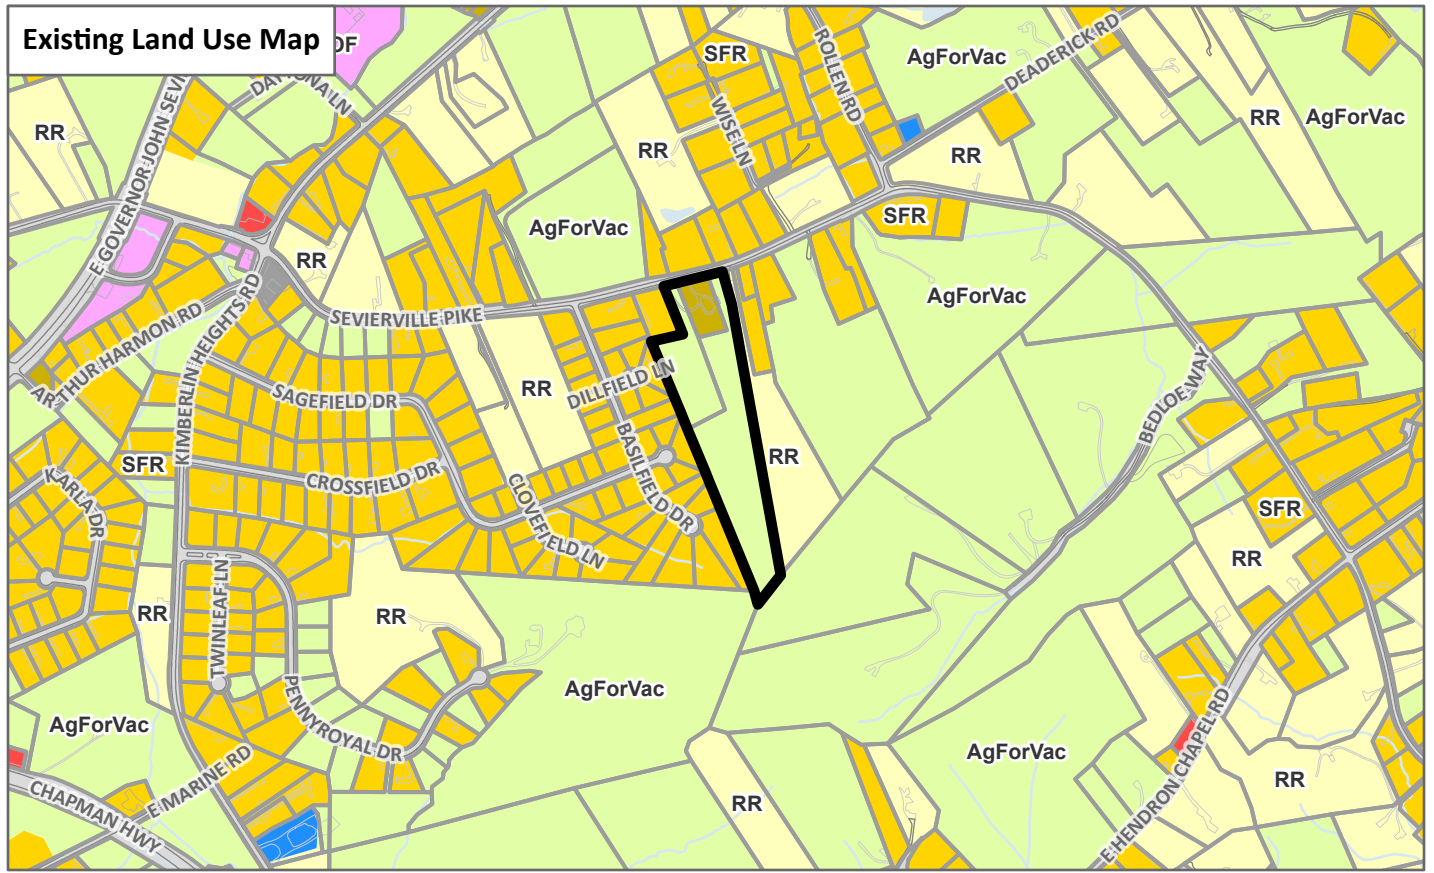 Existing Land Use Map
OF
SFR
ROLLEN RD
AgForVac
DEADERICK RD
DAYTONA LN
E GOVERNOR JOHN SEVI
RR
RR
AgForVac
WISE LN
RR
RR
SFR
AgForVac
RR
AgForVac
SEVIERVILLE PIKE
ARTHUR HARMON RD
KIMBERLIN HEIGHTS RD
SAGEFIELD DR
RR
DILLFIELD LN
BEDLOE WAY
SFR
CROSSFIELD DR
BASILFIELD DR
RR
KARLA DR
CLOVEFIELD LN
SFR
RR
TWINLEAF LN
RR
RR
AgForVac
PENNYROYAL DR
AgForVac
AgForVac
E HENDRON CHAPEL RD
E MARINE RD
CHAPMAN HWY
RR
RR